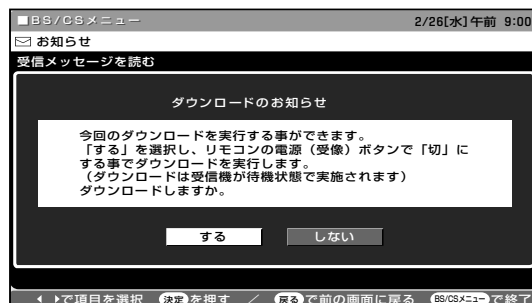 ■BS/CSメニュー 2/26[水]午前 9:00
お知らせ
受信メッセージを読む
ダウンロードのお知らせ
今回のダウンロードを実行する事ができます。
「する」を選択し、リモコンの電源（受像）ボタンで「切」に
する事でダウンロードを実行します。
（ダウンロードは受信機が待機状態で実施されます）
ダウンロードしますか。
する しない
で項目を選択 決定を押す ／ 戻るで前の画面に戻る BS/CSメニューで終了